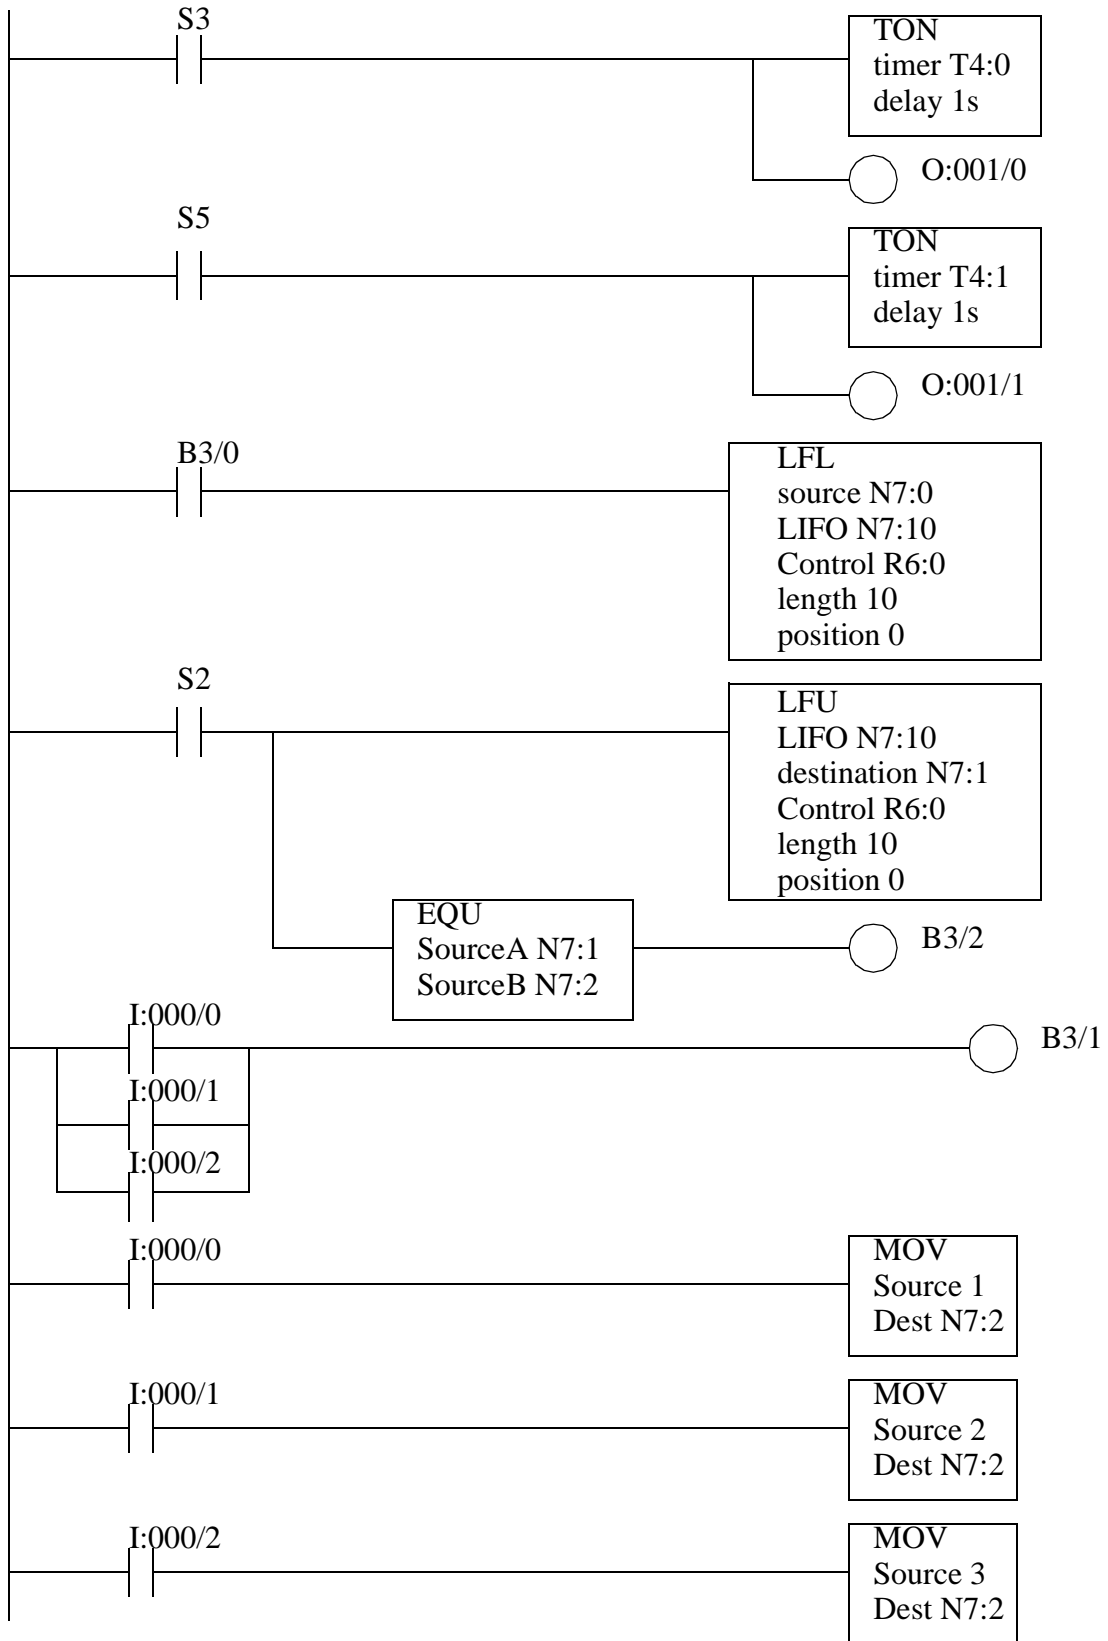 S3
TON
timer T4:0
delay 1s
O:001/0
S5
TON
timer T4:1
delay 1s
O:001/1
B3/0
LFL
source N7:0
LIFO N7:10
Control R6:0
length 10
position 0
S2
LFU
LIFO N7:10
destination N7:1
Control R6:0
length 10
position 0
EQU
SourceA N7:1
SourceB N7:2
B3/2
I:000/0
B3/1
I:000/1
I:000/2
I:000/0
MOV
Source 1
Dest N7:2
I:000/1
MOV
Source 2
Dest N7:2
I:000/2
MOV
Source 3
Dest N7:2